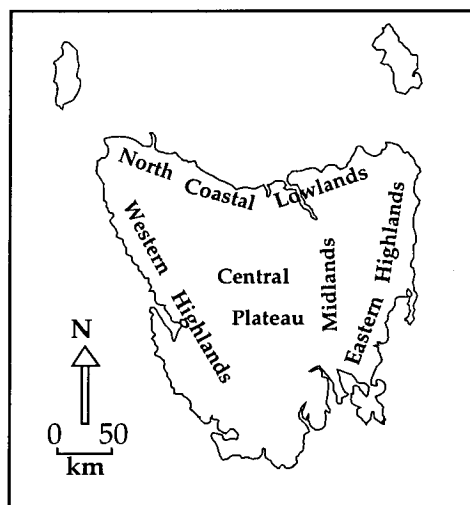 North Coastal Lowlands
Western Highlands
Central
Plateau
Midlands
Eastern Highlands
N
0 50
km